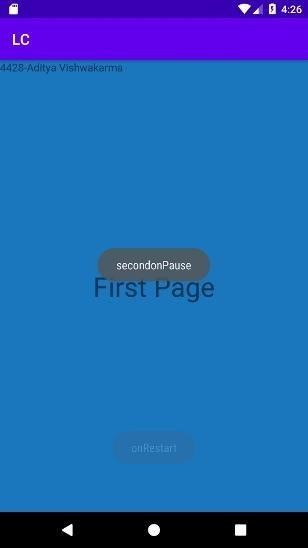 4:26
LC
4428-Aditya Vishwakarma
secondonPause
First Page
onRestart